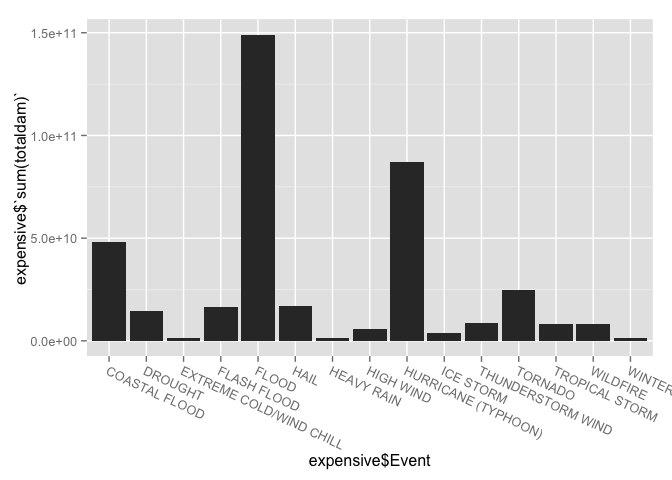 1.5e+11
1.0e+11
5.0e+10
0.0e+00
expensive$`sum(totaldam)`
COASTAL FLOOD
DROUGHT
EXTREME COLD/WIND CHILL
FLASH FLOOD
FLOOD
HAIL
HEAVY RAIN
HIGH WIND
HURRICANE (TYPHOON)
ICE STORM
THUNDERSTORM WIND
TORNADO
TROPICAL STORM
WILDFIRE
WINTER
expensive$Event